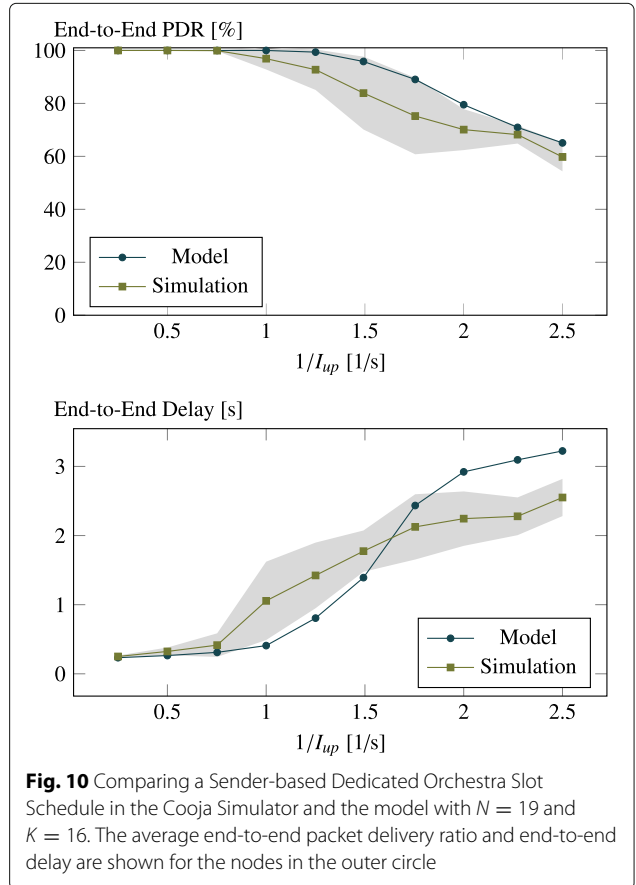 End-to-End PDR [%]
100
80
60
40
20
0
Model
Simulation
0.5 1 1.5 2 2.5
1/I_up [1/s]
End-to-End Delay [s]
3
2
1
0
Model
Simulation
0.5 1 1.5 2 2.5
1/I_up [1/s]
Fig. 10 Comparing a Sender-based Dedicated Orchestra Slot
Schedule in the Cooja Simulator and the model with N = 19 and
K = 16. The average end-to-end packet delivery ratio and end-to-end
delay are shown for the nodes in the outer circle